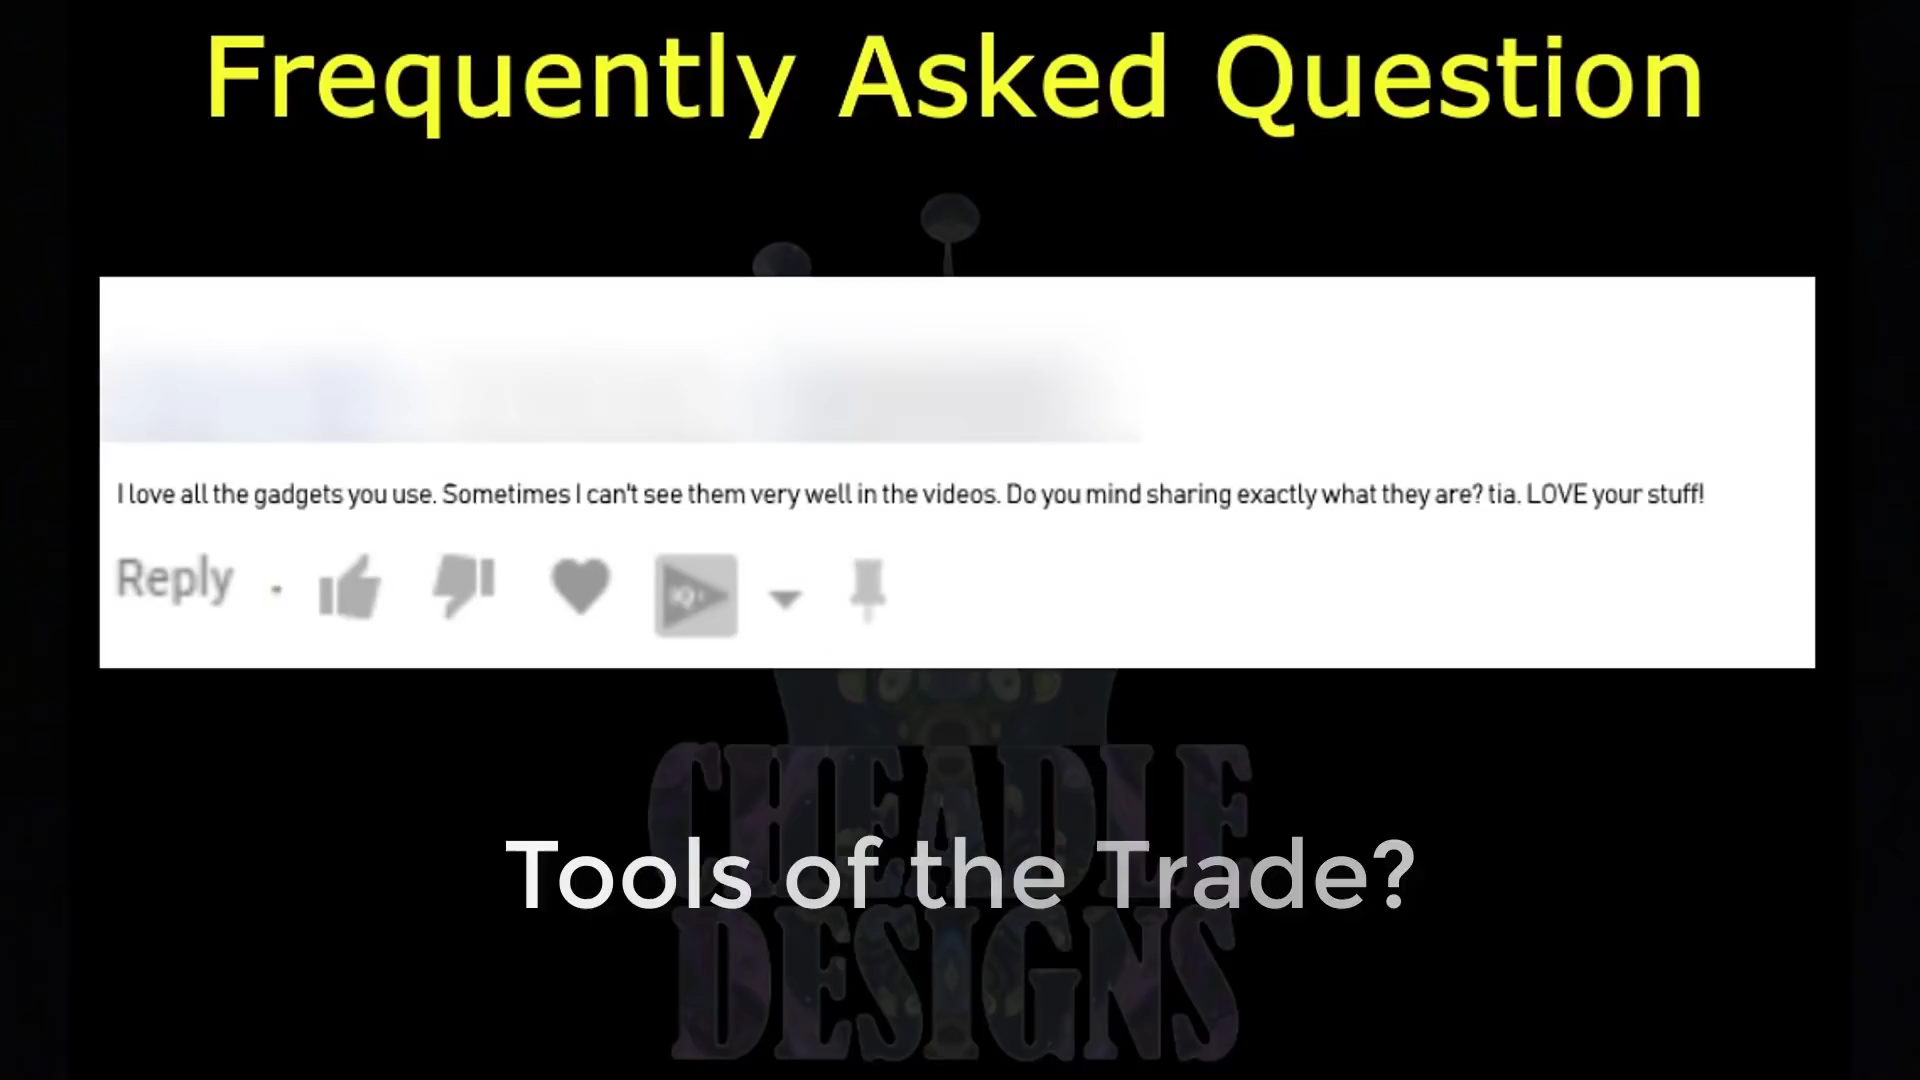 Frequently Asked Question
I love all the gadgets you use. Sometimes I can't see them very well in the videos. Do you mind sharing exactly what they are? tia. LOVE your stuff!
Reply
IQ
Tools of the Trade?
CHEADLE
DESIGNS